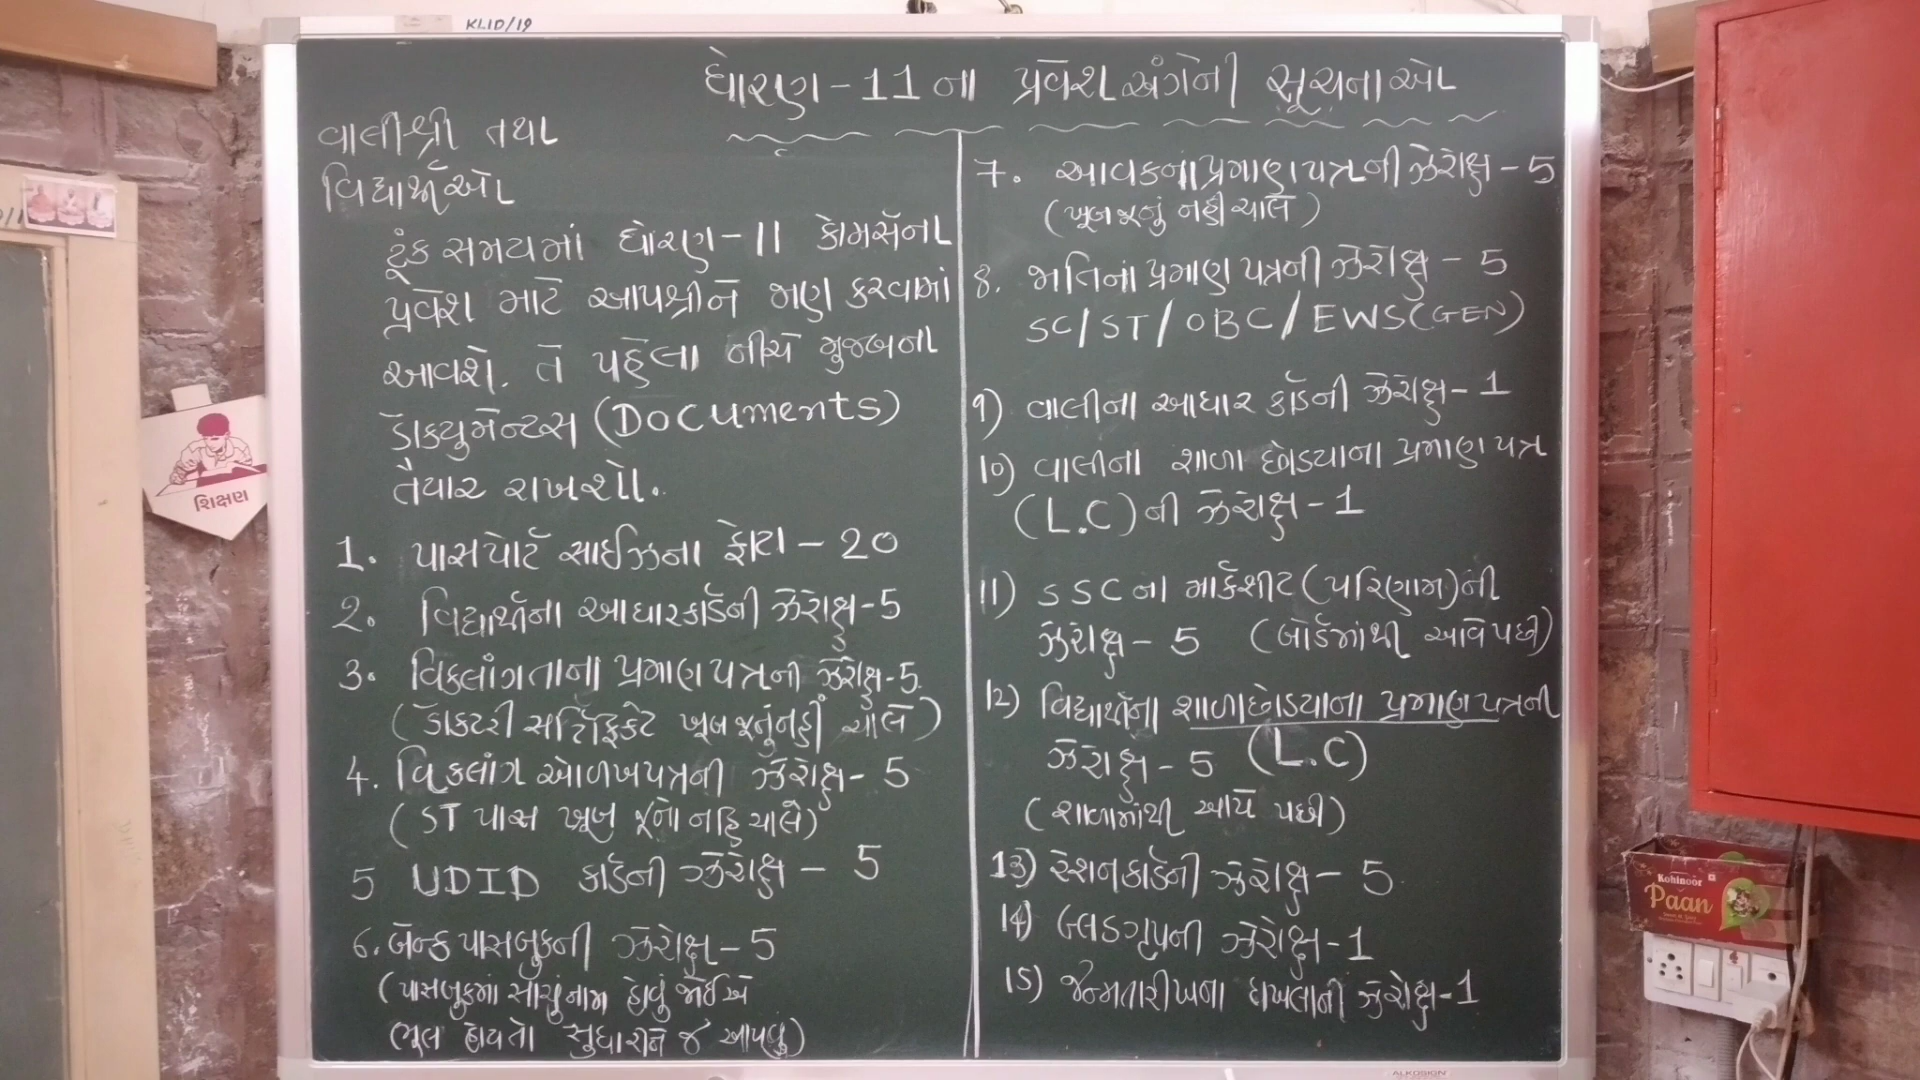 KLID/19
ધોરણ - 11 ના પ્રવેશ અંગેની સૂચનાઓ
વાલીશ્રી તથા
વિદ્યાર્થીઓ
ટૂંક સમયમાં ધોરણ - 11 કોમર્સના
પ્રવેશ માટે આપશ્રીને જાણ કરવામાં
આવશે. તે પહેલા નીચે મુજબના
ડોક્યુમેન્ટસ (Documents)
તૈયાર રાખશો.
1. પાસપોર્ટ સાઈઝના ફોટા - 20
2. વિદ્યાર્થીના આધારકાર્ડની ઝેરોક્ષ - 5
3. વિકલાંગતાના પ્રમાણપત્રની ઝેરોક્ષ - 5
(ડૉક્ટરી સર્ટિફિકેટ ખૂબ જૂનું નહીં ચાલે)
4. વિકલાંગ ઓળખપત્રની ઝેરોક્ષ - 5
(ST પાસ ખૂબ જૂનો નહિ ચાલે)
5 UDID કાર્ડની ઝેરોક્ષ - 5
6. બેન્ક પાસબુકની ઝેરોક્ષ - 5
(પાસબુકમાં સાચું નામ હોવું જોઈએ
ભૂલ હોય તો સુધારીને જ આપવું)
7. આવકના પ્રમાણપત્રની ઝેરોક્ષ - 5
(ખૂબ જૂનું નહીં ચાલે)
8. જાતિના પ્રમાણપત્રની ઝેરોક્ષ - 5
SC/ST/OBC/EWS(GEN)
9) વાલીના આધાર કાર્ડની ઝેરોક્ષ - 1
10) વાલીના શાળા છોડયાના પ્રમાણપત્ર
(L.C) ની ઝેરોક્ષ - 1
11) SSC ના માર્કશીટ (પરિણામ) ની
ઝેરોક્ષ - 5 (બોર્ડમાંથી આવે પછી)
12) વિદ્યાર્થીના શાળા છોડયાના પ્રમાણપત્રની
ઝેરોક્ષ - 5 (L.C)
(શાળામાંથી આપે પછી)
13) રેશનકાર્ડની ઝેરોક્ષ - 5
14) બ્લડગ્રુપની ઝેરોક્ષ - 1
15) જન્મતારીખના દાખલાની ઝેરોક્ષ - 1
શિક્ષણ
Kohinoor
Paan
ALKOSIGN